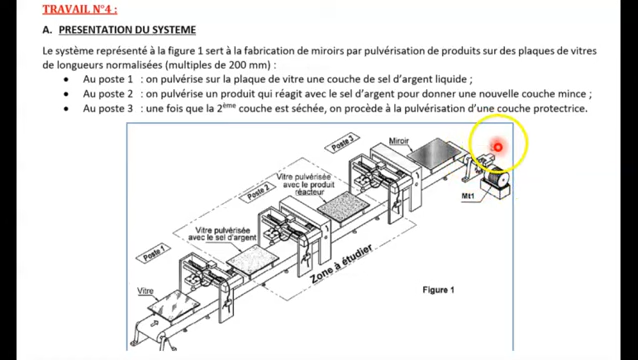 TRAVAIL N°4 :
A. PRESENTATION DU SYSTEME
Le système représenté à la figure 1 sert à la fabrication de miroirs par pulvérisation de produits sur des plaques de vitres
de longueurs normalisées (multiples de 200 mm) :
• Au poste 1 : on pulvérise sur la plaque de vitre une couche de sel d'argent liquide ;
• Au poste 2 : on pulvérise un produit qui réagit avec le sel d'argent pour donner une nouvelle couche mince ;
• Au poste 3 : une fois que la 2ème couche est séchée, on procède à la pulvérisation d'une couche protectrice.
Poste 3
Miroir
Vitre pulvérisée
avec le produit
réacteur
Poste 2
Mt1
Vitre pulvérisée
avec le sel d'argent
Poste 1
Zone à étudier
Vitre
Figure 1